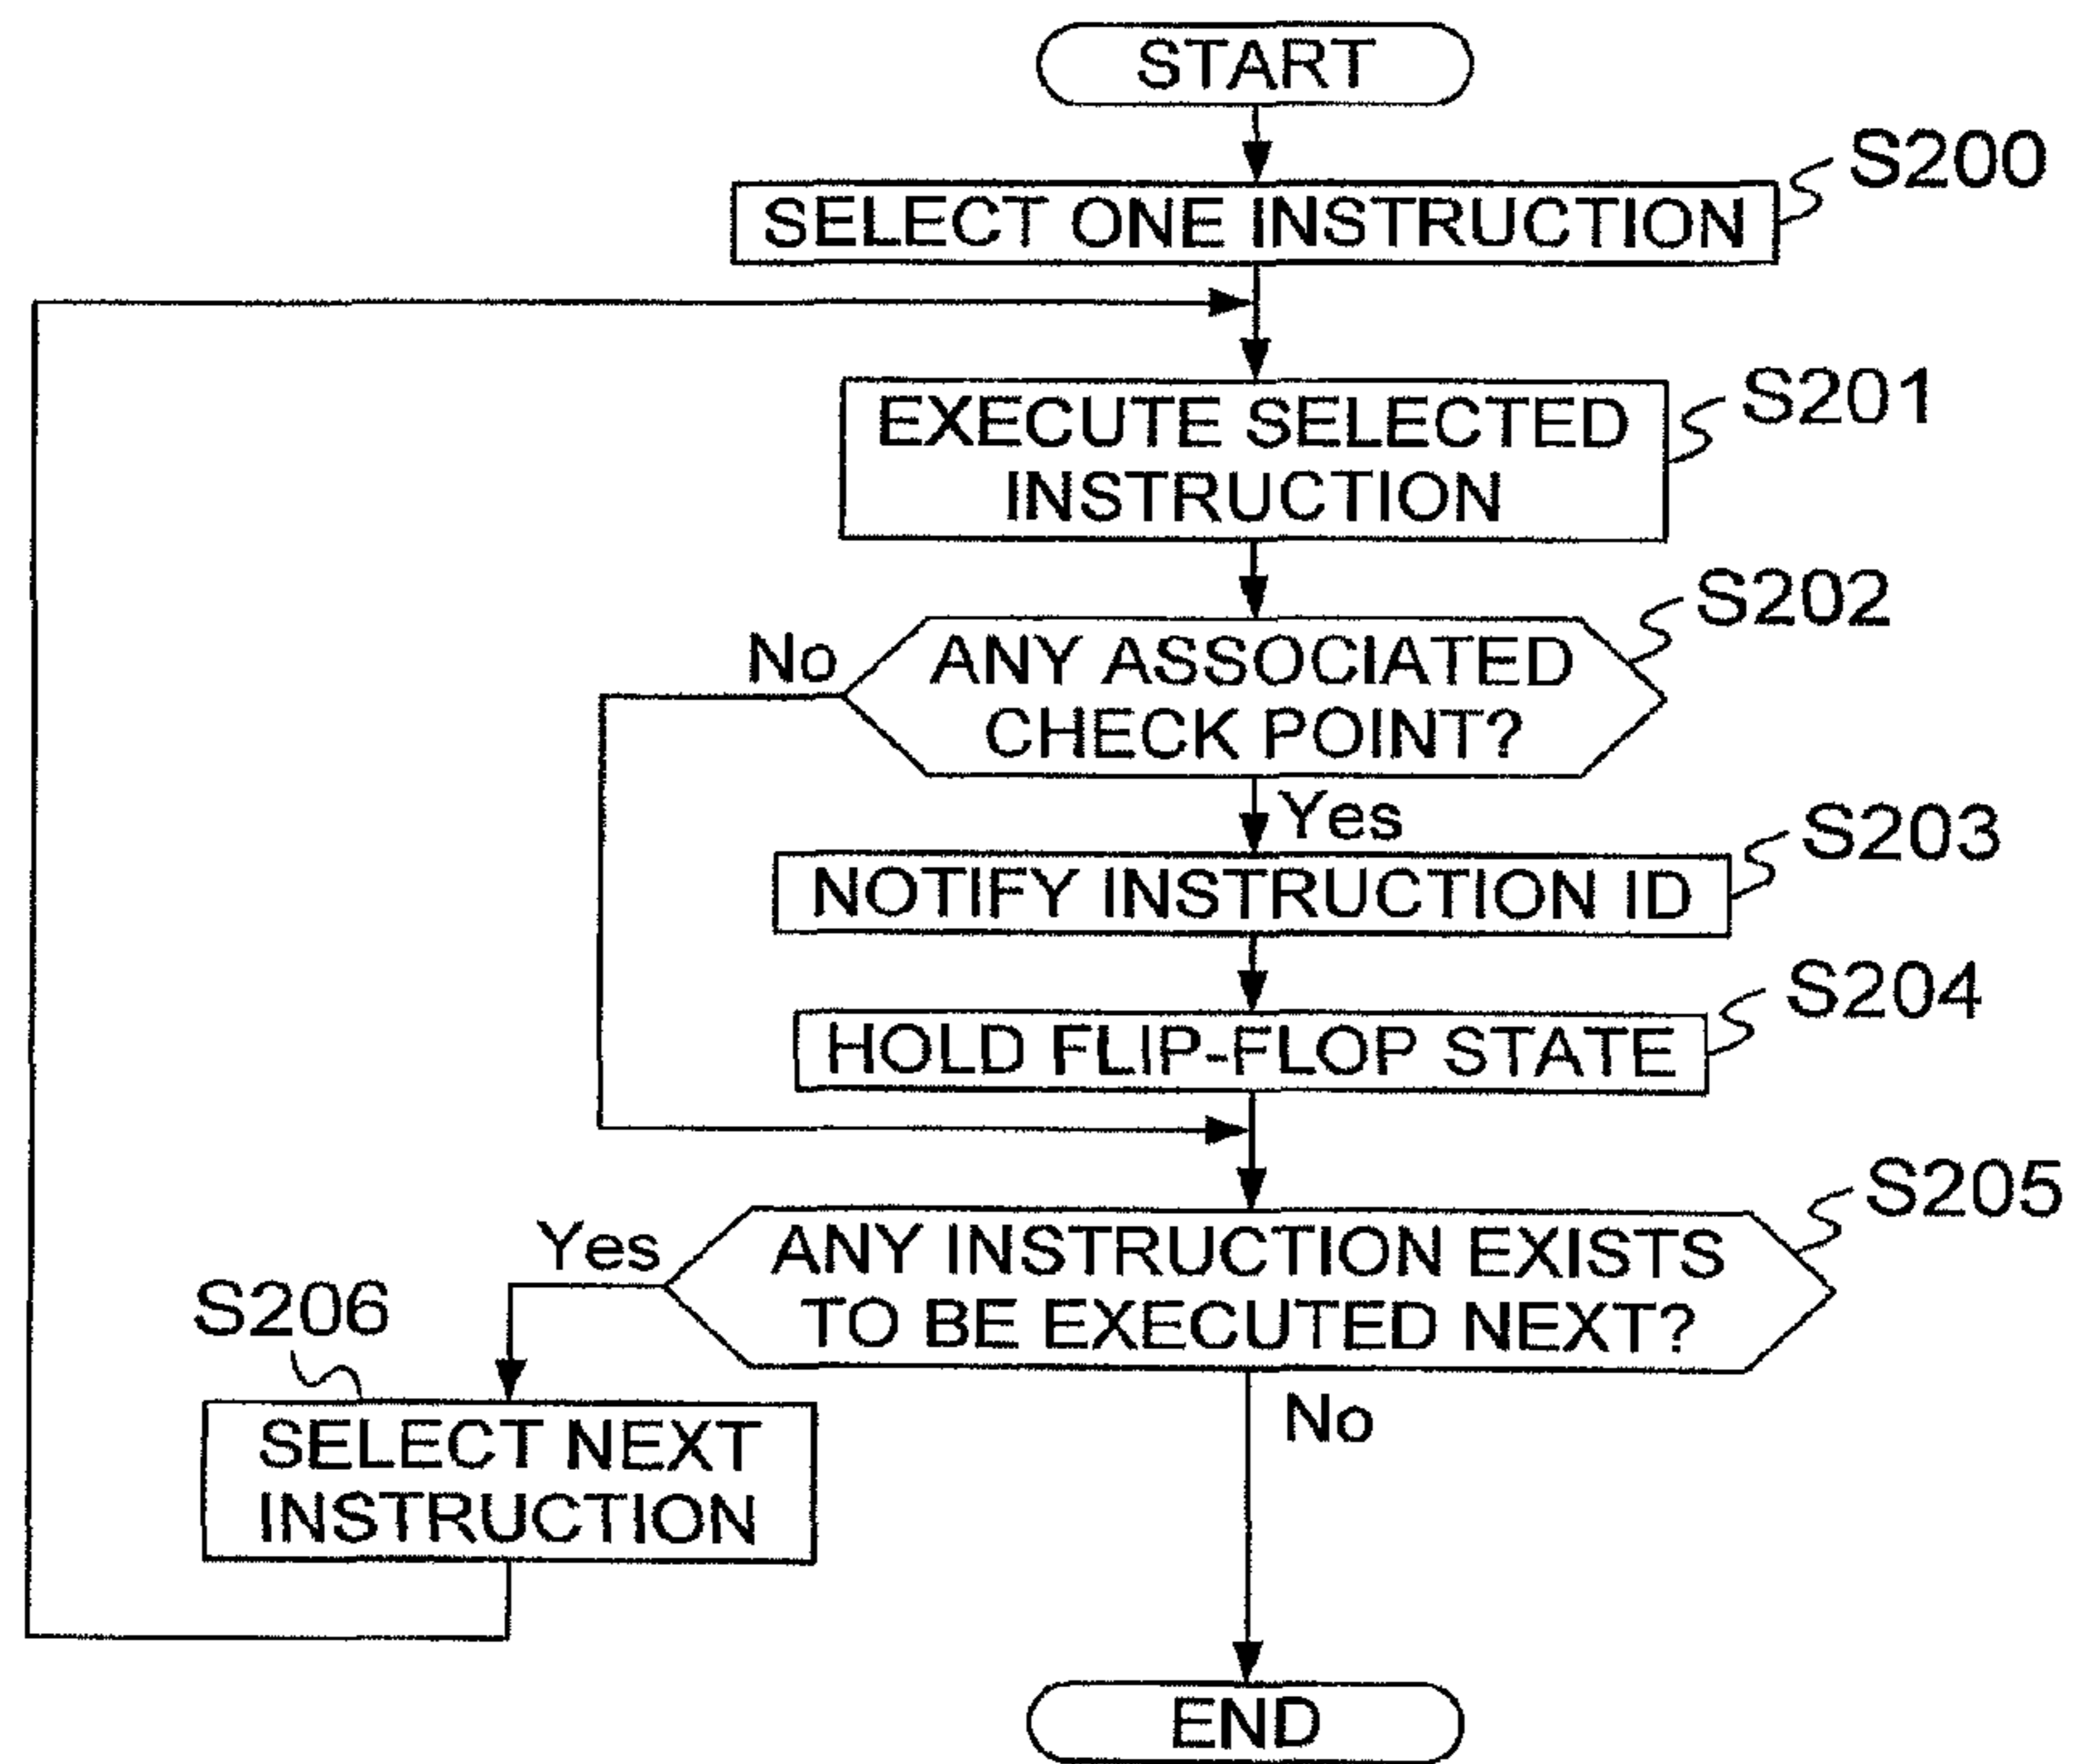 START
S200
SELECT ONE INSTRUCTION
S201
EXECUTE SELECTED
INSTRUCTION
S202
No
ANY ASSOCIATED
CHECK POINT?
Yes
S203
NOTIFY INSTRUCTION ID
S204
HOLD FLIP-FLOP STATE
S205
Yes
ANY INSTRUCTION EXISTS
TO BE EXECUTED NEXT?
S206
No
SELECT NEXT
INSTRUCTION
END